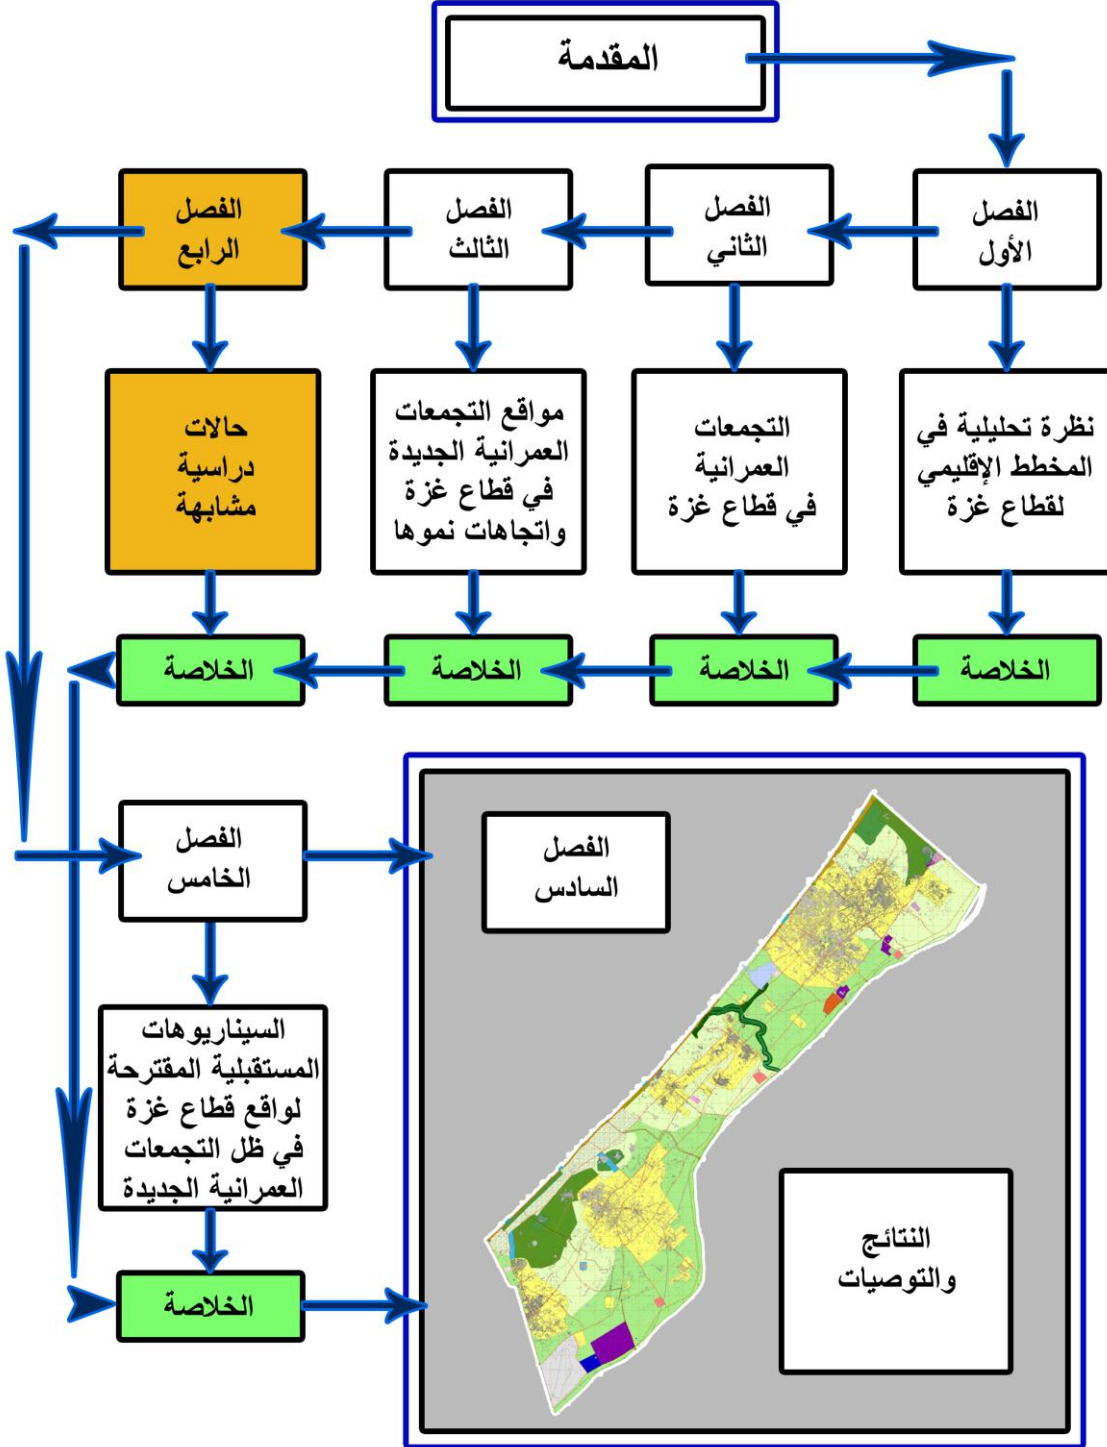 المقدمة
الفصل
الأول
الفصل
الثاني
الفصل
الثالث
الفصل
الرابع
نظرة تحليلية في
المخطط الإقليمي
لقطاع غزة
التجمعات
العمرانية
في قطاع غزة
مواقع التجمعات
العمرانية الجديدة
في قطاع غزة
واتجاهات نموها
حالات
دراسية
مشابهة
الخلاصة
الخلاصة
الخلاصة
الخلاصة
الفصل
الخامس
السيناريوهات
المستقبلية المقترحة
لواقع قطاع غزة
في ظل التجمعات
العمرانية الجديدة
الخلاصة
الفصل
السادس
النتائج
والتوصيات